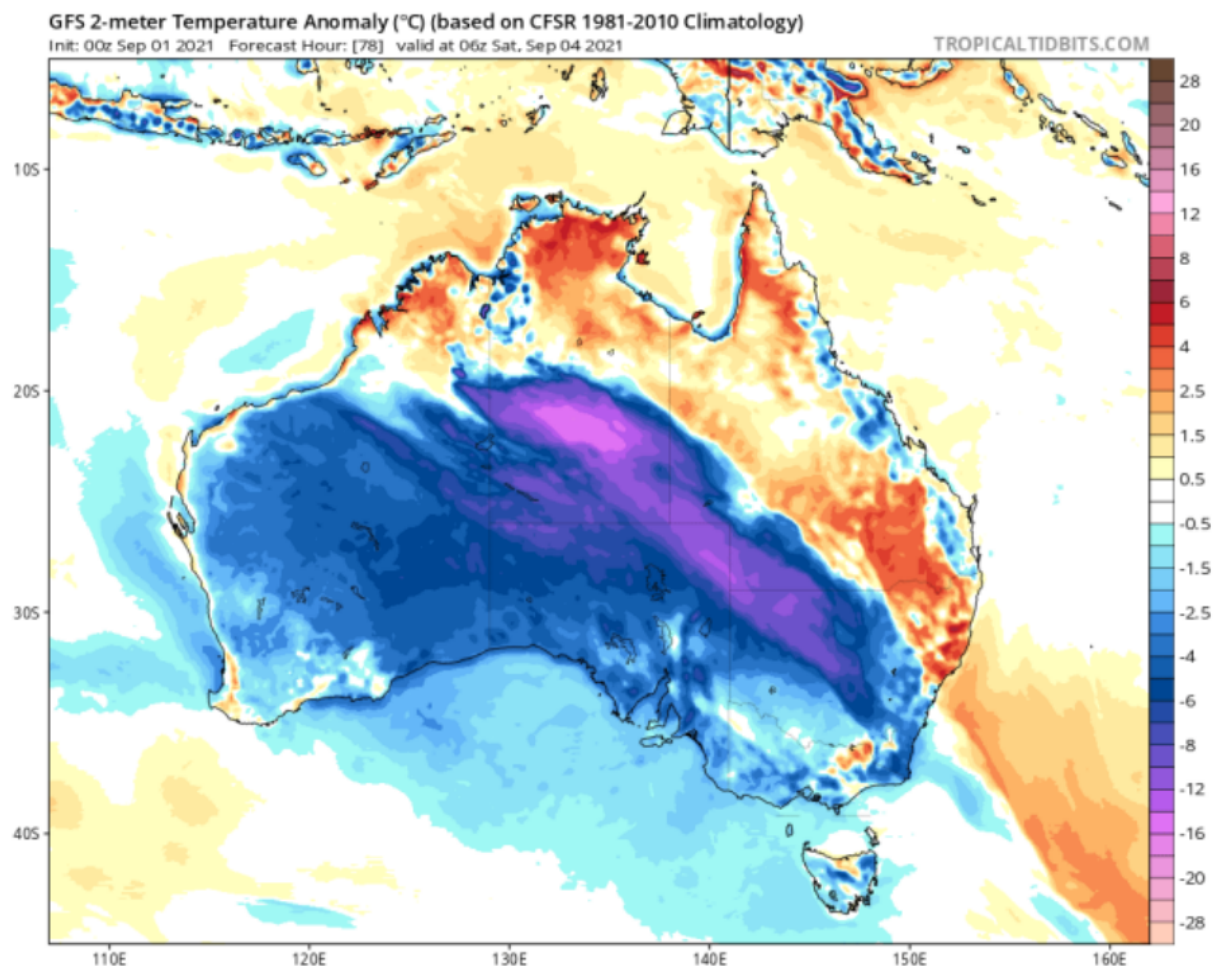 GFS 2-meter Temperature Anomaly (°C) (based on CFSR 1981-2010 Climatology)
Init: 00z Sep 01 2021 Forecast Hour: [78] valid at 06z Sat, Sep 04 2021
TROPICALTIDBITS.COM
28
20
16
12
8
6
4
2.5
1.5
0.5
-0.5
-1.5
-2.5
-4
-6
-8
-12
-16
-20
-28
10S
20S
30S
40S
110E
120E
130E
140E
150E
160E